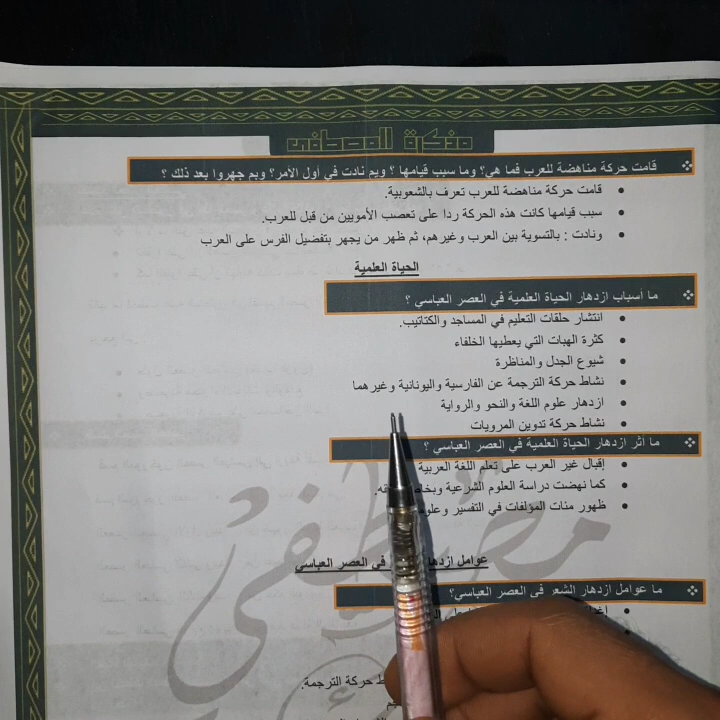 مذكرة المصطفى
قامت حركة مناهضة للعرب فما هي؟ وما سبب قيامها ؟ وبم نادت في أول الامر؟ وبم جهروا بعد ذلك ؟
قامت حركة مناهضة للعرب تعرف بالشعوبية.
سبب قيامها كانت هذه الحركة ردا على تعصب الأمويين من قبل للعرب.
ونادت : بالتسوية بين العرب وغيرهم، ثم ظهر من يجهر بتفضيل الفرس على العرب
الحياة العلمية
ما أسباب ازدهار الحياة العلمية في العصر العباسي ؟
انتشار حلقات التعليم في المساجد والكتاتيب.
كثرة الهبات التي يعطيها الخلفاء
شيوع الجدل والمناظرة
نشاط حركة الترجمة عن الفارسية واليونانية وغيرهما
ازدهار علوم اللغة والنحو والرواية
نشاط حركة تدوين المرويات
ما أثر ازدهار الحياة العلمية في العصر العباسي ؟
إقبال غير العرب على تعلم اللغة العربية
كما نهضت دراسة العلوم الشرعية
ظهور مئات المؤلفات في التفسير
عوامل في العصر العباسي
ما عوامل ازدهار الشعر في العصر العباسي؟
حركة الترجمة.
مصطفى